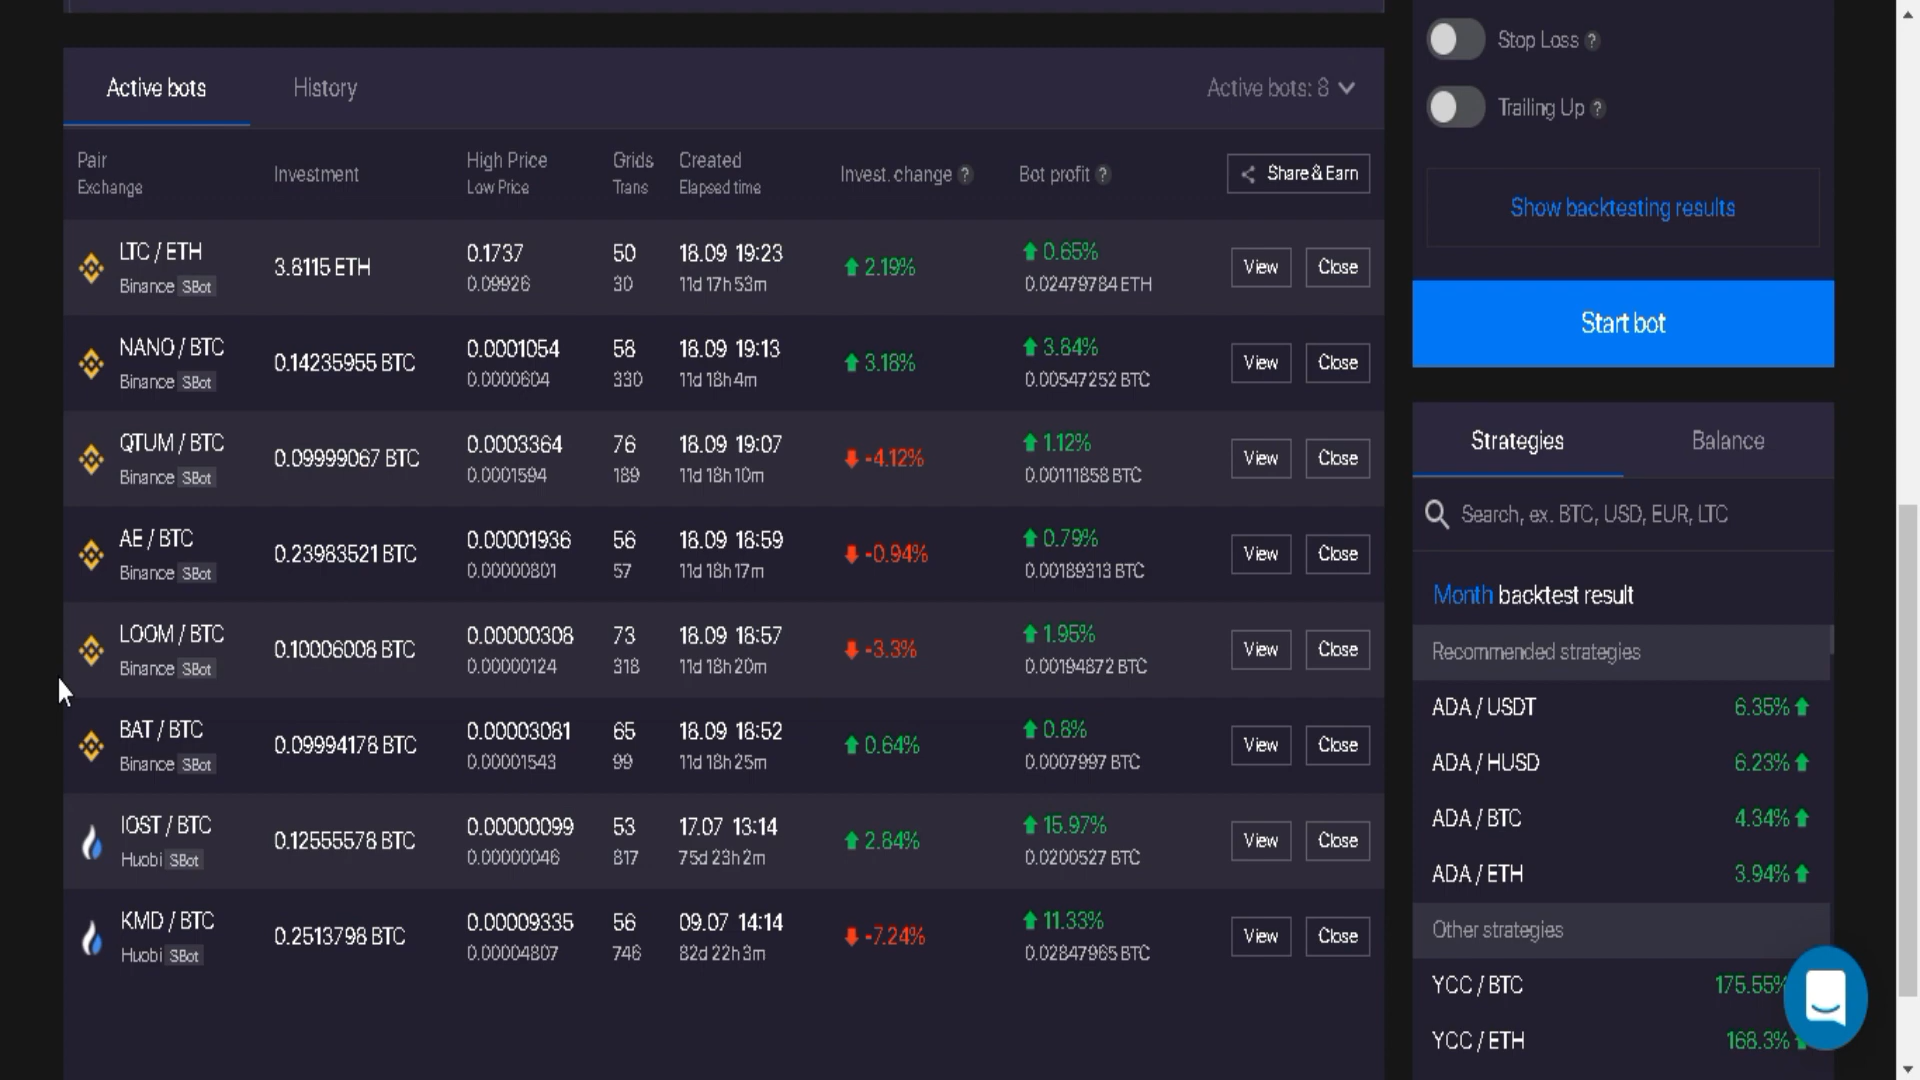 Active bots
History
Active bots: 8
Pair
Exchange
Investment
High Price
Low Price
Grids
Trans
Created
Elapsed time
Invest. change ?
Bot profit ?
Share & Earn
LTC / ETH
Binance SBot
3.8115 ETH
0.1737
0.09926
50
30
18.09 19:23
11d 17h 53m
2.19%
0.65%
0.02479784 ETH
View
Close
NANO / BTC
Binance SBot
0.14235955 BTC
0.0001054
0.0000604
58
330
18.09 19:13
11d 18h 4m
3.18%
3.84%
0.00547252 BTC
View
Close
QTUM / BTC
Binance SBot
0.09999067 BTC
0.0003364
0.0001594
76
189
18.09 19:07
11d 18h 10m
-4.12%
1.12%
0.00111858 BTC
View
Close
AE / BTC
Binance SBot
0.23983521 BTC
0.00001936
0.00000801
56
57
18.09 18:59
11d 18h 17m
-0.94%
0.79%
0.00189313 BTC
View
Close
LOOM / BTC
Binance SBot
0.10006008 BTC
0.00000308
0.00000124
73
318
18.09 18:57
11d 18h 20m
-3.3%
1.95%
0.00194872 BTC
View
Close
BAT / BTC
Binance SBot
0.09994178 BTC
0.00003081
0.00001543
65
99
18.09 18:52
11d 18h 25m
0.64%
0.8%
0.0007997 BTC
View
Close
IOST / BTC
Huobi SBot
0.12555578 BTC
0.00000099
0.00000046
53
817
17.07 13:14
75d 23h 2m
2.84%
15.97%
0.0200527 BTC
View
Close
KMD / BTC
Huobi SBot
0.2513798 BTC
0.00009335
0.00004807
56
746
09.07 14:14
82d 22h 3m
-7.24%
11.33%
0.02847965 BTC
View
Close
Stop Loss ?
Trailing Up ?
Show backtesting results
Start bot
Strategies
Balance
Search, ex. BTC, USD, EUR, LTC
Month backtest result
Recommended strategies
ADA / USDT 6.35%
ADA / HUSD 6.23%
ADA / BTC 4.34%
ADA / ETH 3.94%
Other strategies
YCC / BTC 175.55%
YCC / ETH 168.3%